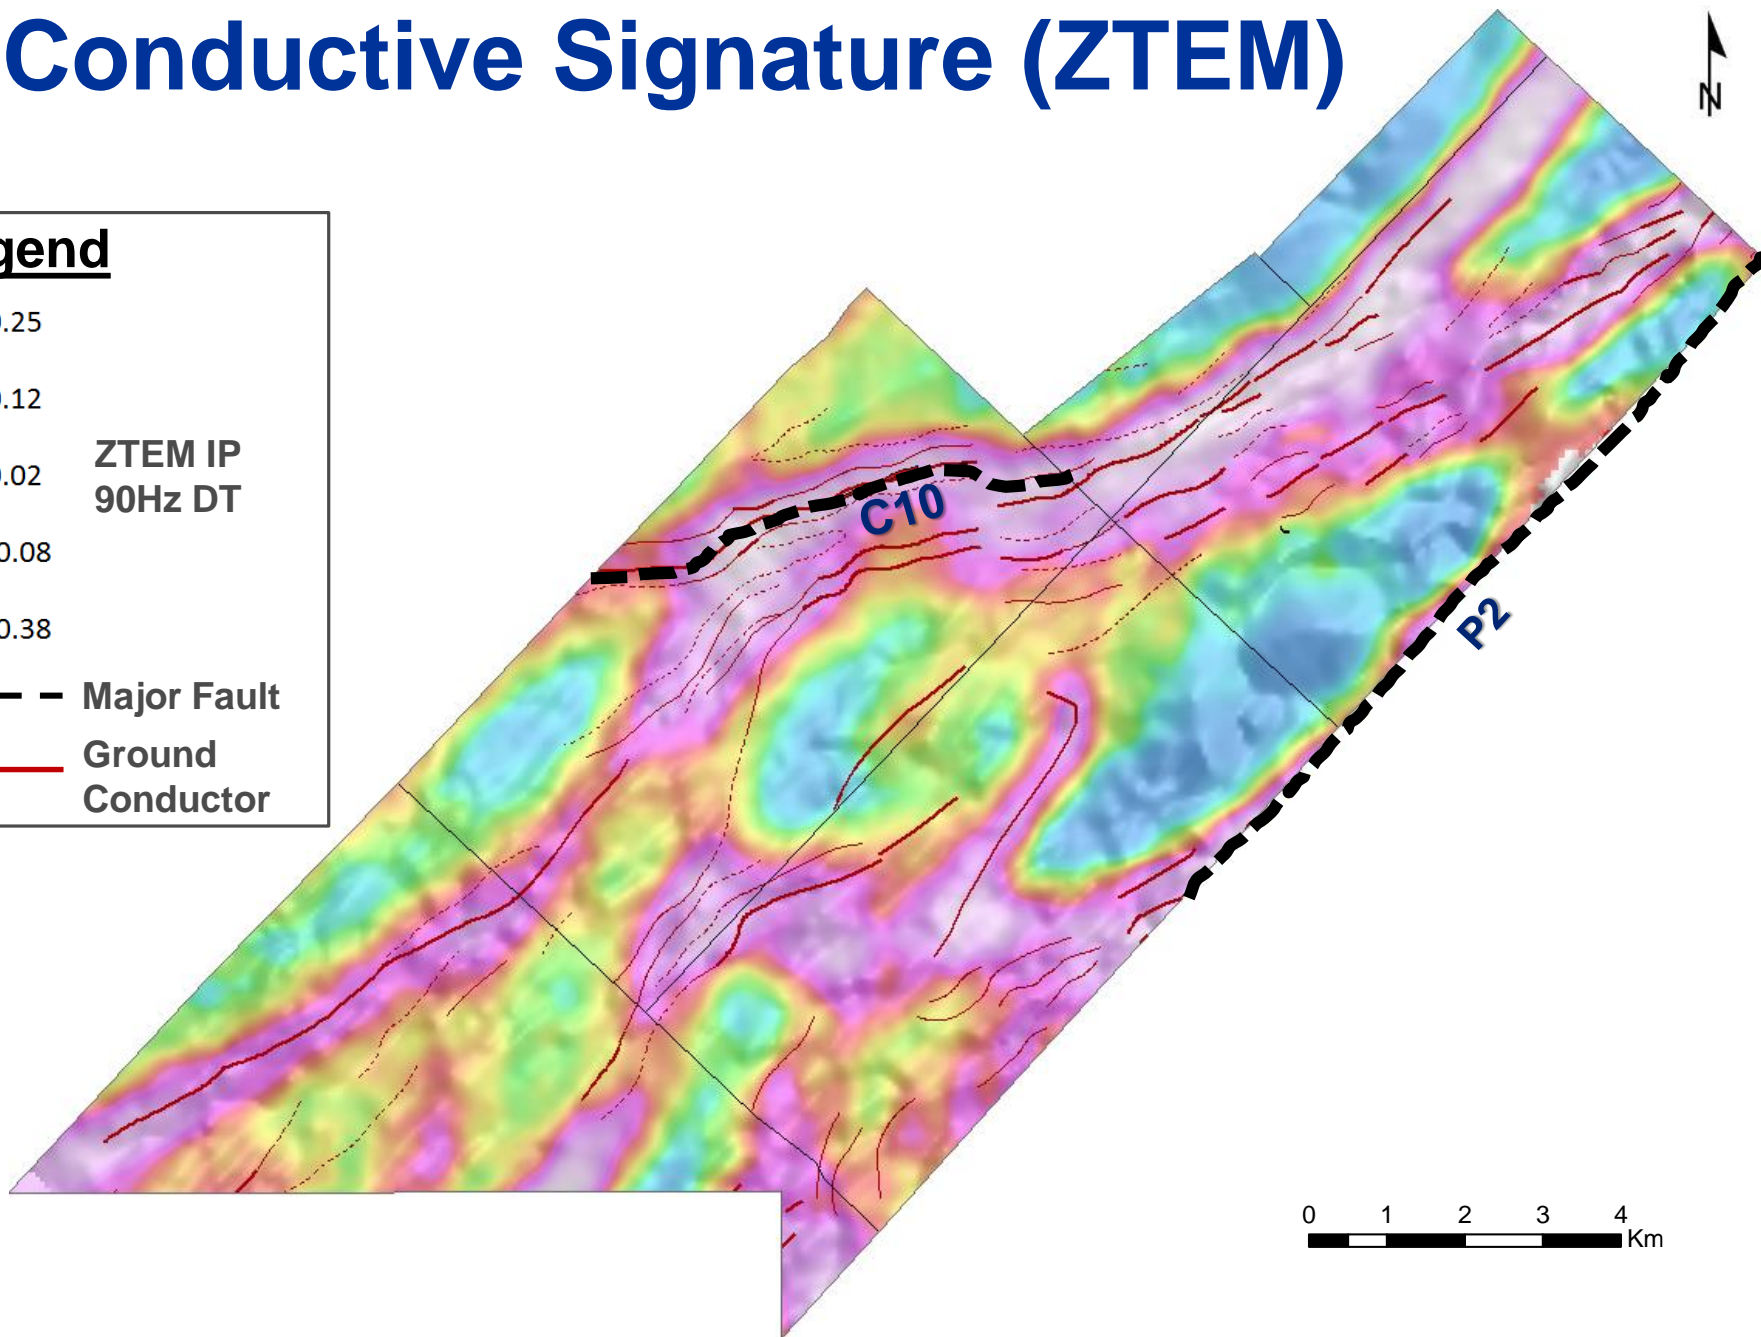 Conductive Signature (ZTEM)
N
gend
.25
.12
ZTEM IP
.02
90Hz DT
0.08
0.38
Major Fault
Ground
Conductor
C10
P2
0 1 2 3 4
Km